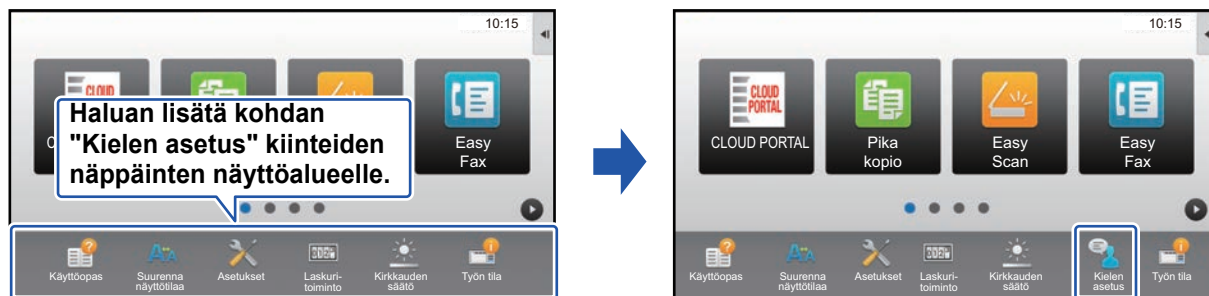 10:15
CLOUD
Haluan lisätä kohdan
"Kielen asetus" kiinteiden
näppäinten näyttöalueelle.
Easy
Fax
Käyttöopas
Suurenna
näyttötilaa
Asetukset
Laskuri-
toiminto
Kirkkauden
säätö
Työn tila
10:15
CLOUD
PORTAL
CLOUD PORTAL
Pika
kopio
Easy
Scan
Easy
Fax
Käyttöopas
Suurenna
näyttötilaa
Asetukset
Laskuri-
toiminto
Kirkkauden
säätö
Kielen
asetus
Työn tila